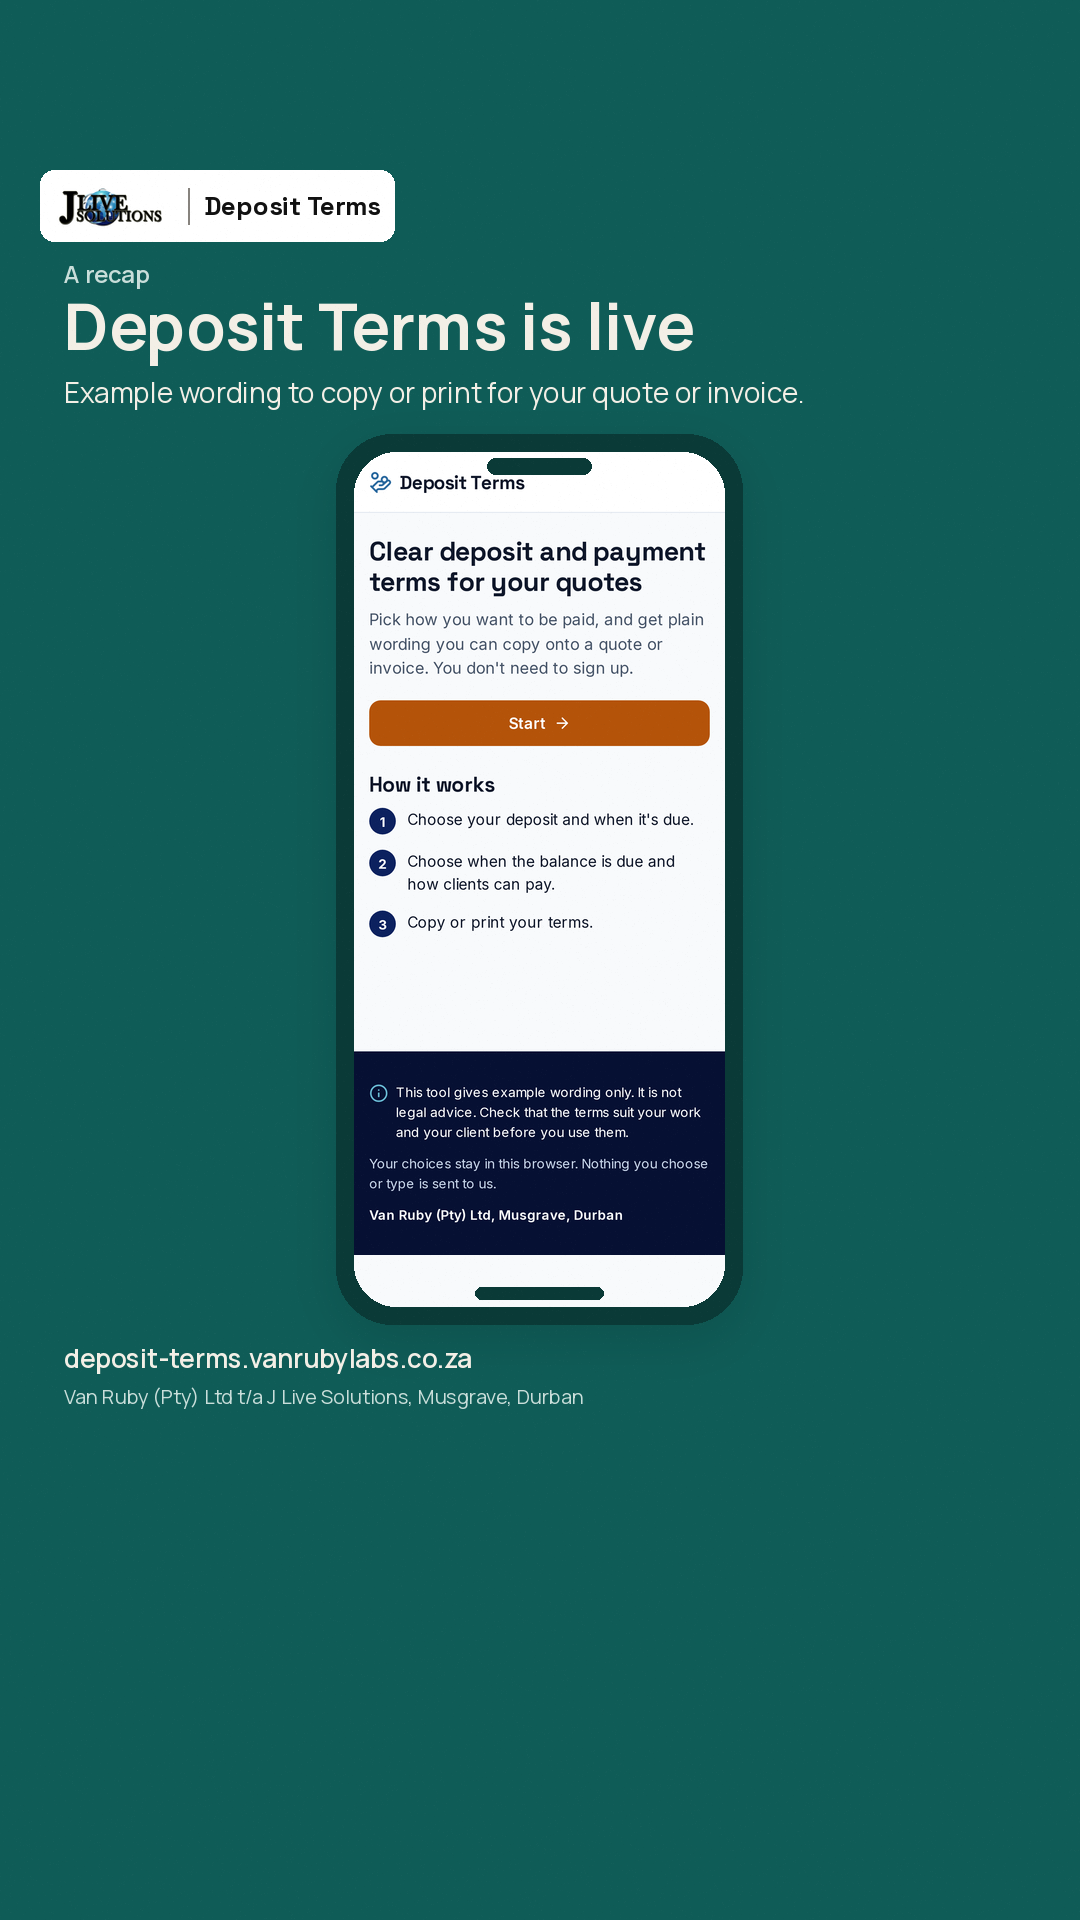 J LIVE
SOLUTIONS
Deposit Terms
A recap
Deposit Terms is live
Example wording to copy or print for your quote or invoice.
Deposit Terms
Clear deposit and payment
terms for your quotes
Pick how you want to be paid, and get plain
wording you can copy onto a quote or
invoice. You don't need to sign up.
Start →
How it works
1 Choose your deposit and when it's due.
2 Choose when the balance is due and
how clients can pay.
3 Copy or print your terms.
This tool gives example wording only. It is not
legal advice. Check that the terms suit your work
and your client before you use them.
Your choices stay in this browser. Nothing you choose
or type is sent to us.
Van Ruby (Pty) Ltd, Musgrave, Durban
deposit-terms.vanrubylabs.co.za
Van Ruby (Pty) Ltd t/a J Live Solutions, Musgrave, Durban